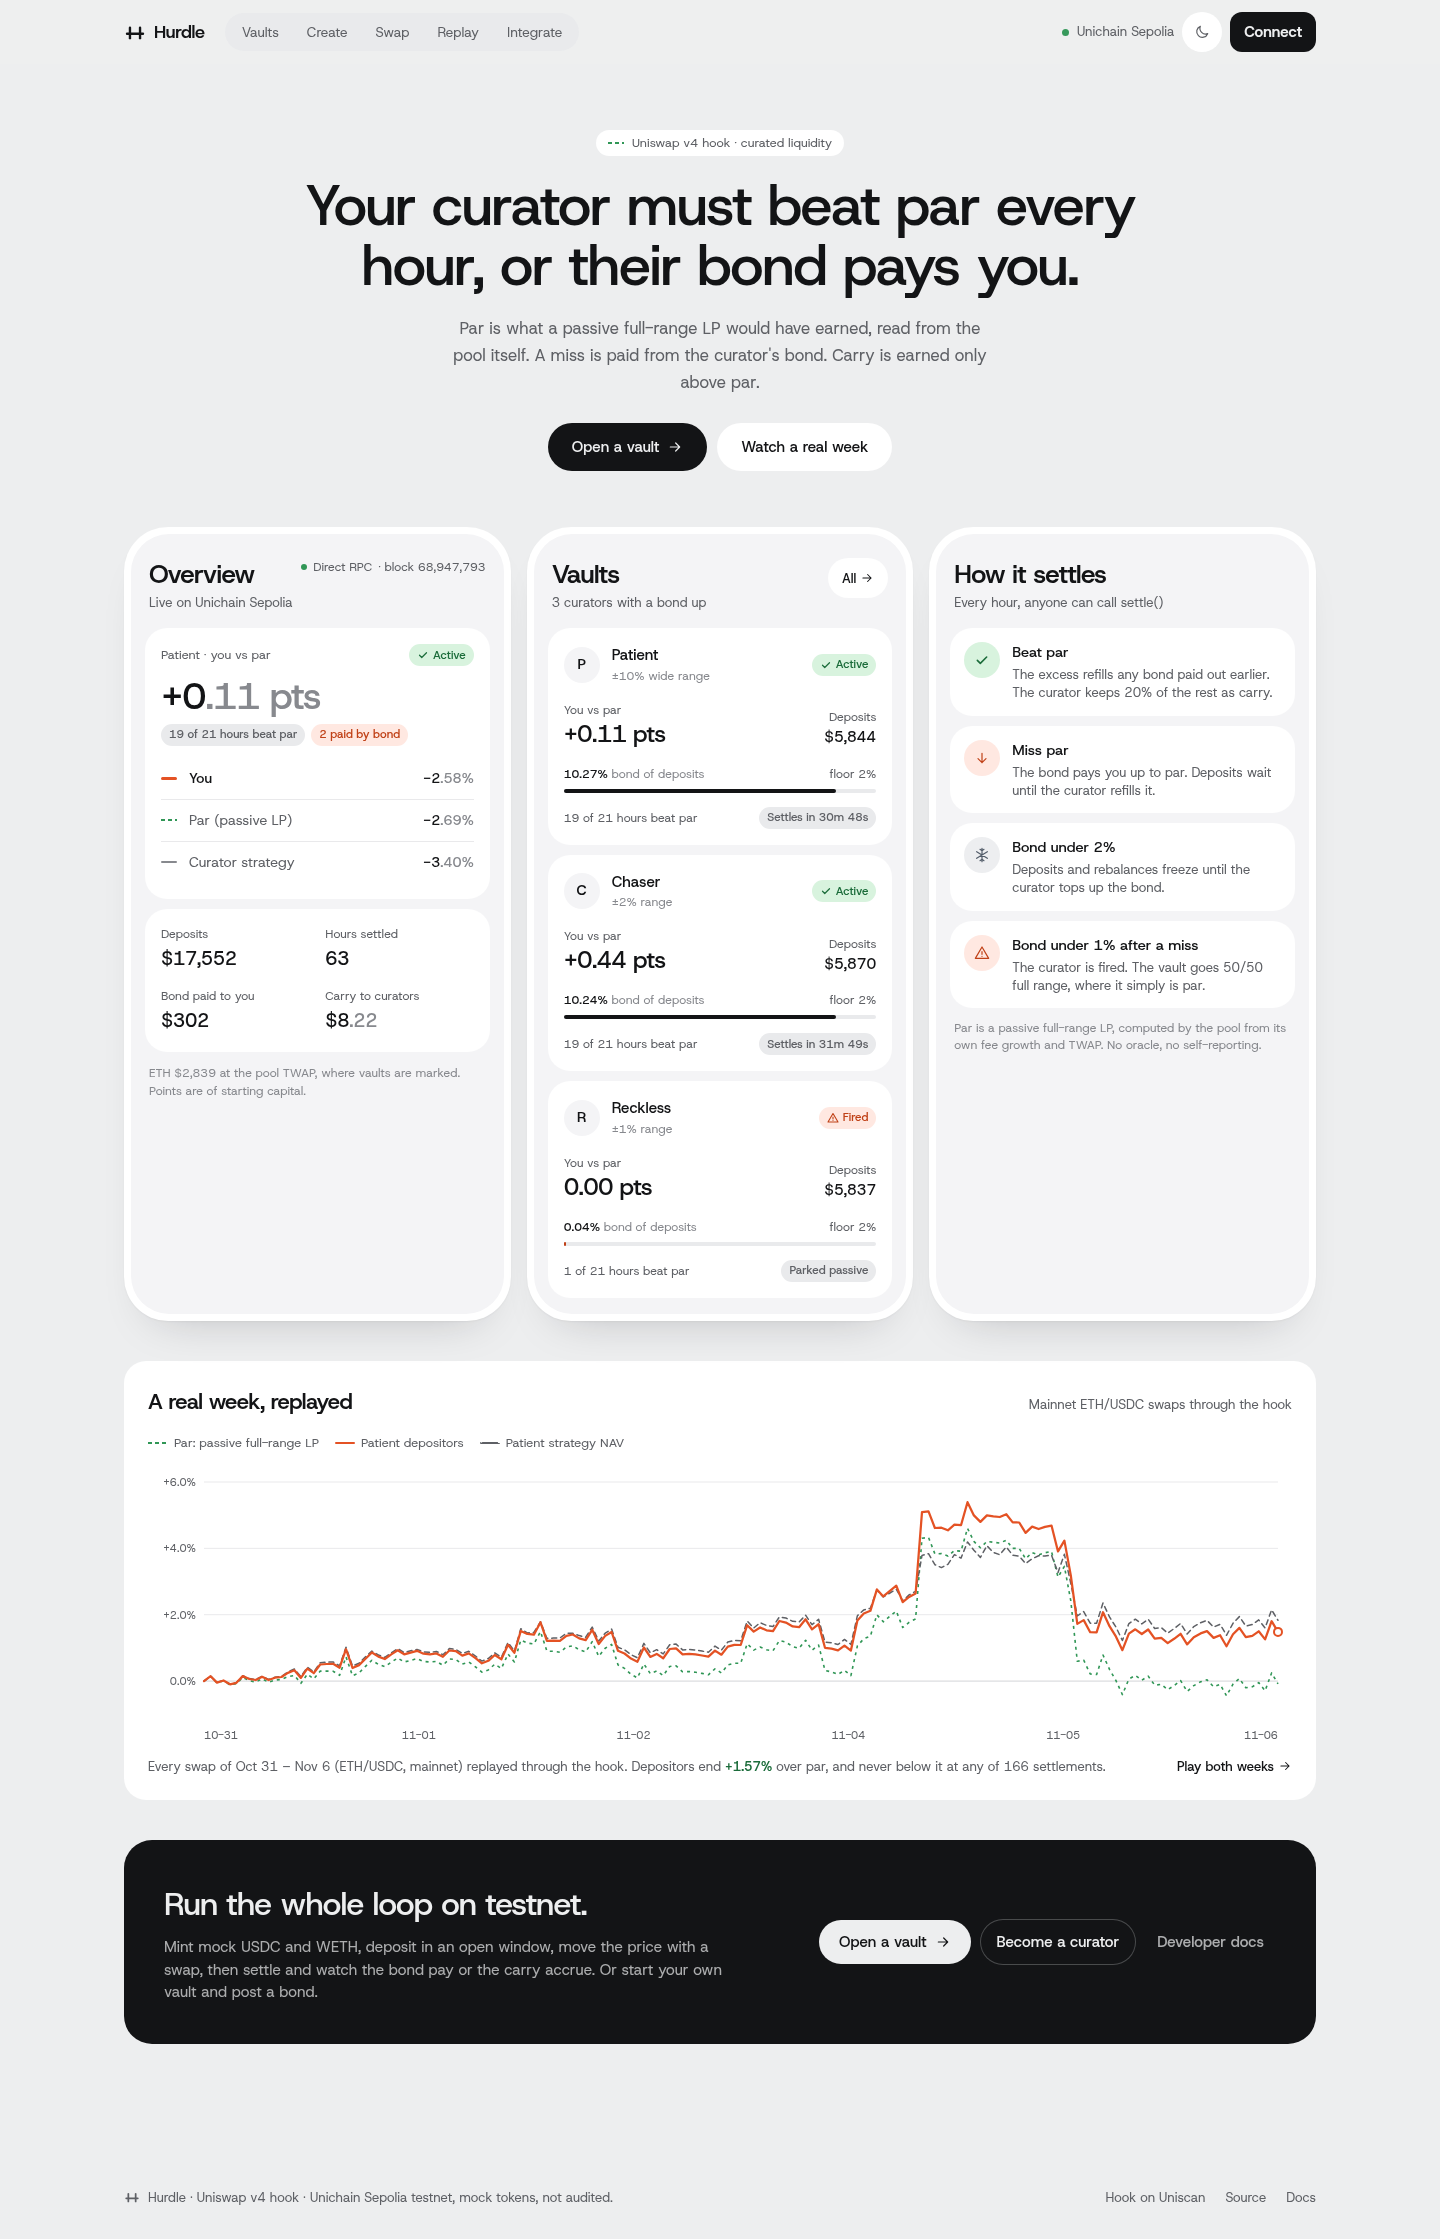 Hurdle
Vaults
Create
Swap
Replay
Integrate
Unichain Sepolia
Connect
Uniswap v4 hook · curated liquidity
Your curator must beat par every
hour, or their bond pays you.
Par is what a passive full-range LP would have earned, read from the
pool itself. A miss is paid from the curator's bond. Carry is earned only
above par.
Open a vault →
Watch a real week
Overview
Direct RPC · block 68,947,793
Live on Unichain Sepolia
Patient · you vs par
Active
+0.11 pts
19 of 21 hours beat par
2 paid by bond
You
−2.58%
Par (passive LP)
−2.69%
Curator strategy
−3.40%
Deposits
Hours settled
$17,552
63
Bond paid to you
Carry to curators
$302
$8.22
ETH $2,839 at the pool TWAP, where vaults are marked.
Points are of starting capital.
Vaults
All →
3 curators with a bond up
P
Patient
±10% wide range
Active
You vs par
Deposits
+0.11 pts
$5,844
10.27% bond of deposits
floor 2%
19 of 21 hours beat par
Settles in 30m 48s
C
Chaser
±2% range
Active
You vs par
Deposits
+0.44 pts
$5,870
10.24% bond of deposits
floor 2%
19 of 21 hours beat par
Settles in 31m 49s
R
Reckless
±1% range
Fired
You vs par
Deposits
0.00 pts
$5,837
0.04% bond of deposits
floor 2%
1 of 21 hours beat par
Parked passive
How it settles
Every hour, anyone can call settle()
Beat par
The excess refills any bond paid out earlier.
The curator keeps 20% of the rest as carry.
Miss par
The bond pays you up to par. Deposits wait
until the curator refills it.
Bond under 2%
Deposits and rebalances freeze until the
curator tops up the bond.
Bond under 1% after a miss
The curator is fired. The vault goes 50/50
full range, where it simply is par.
Par is a passive full-range LP, computed by the pool from its
own fee growth and TWAP. No oracle, no self-reporting.
A real week, replayed
Mainnet ETH/USDC swaps through the hook
Par: passive full-range LP
Patient depositors
Patient strategy NAV
+6.0%
+4.0%
+2.0%
0.0%
10-31
11-01
11-02
11-04
11-05
11-06
Every swap of Oct 31 – Nov 6 (ETH/USDC, mainnet) replayed through the hook. Depositors end +1.57% over par, and never below it at any of 166 settlements.
Play both weeks →
Run the whole loop on testnet.
Mint mock USDC and WETH, deposit in an open window, move the price with a
swap, then settle and watch the bond pay or the carry accrue. Or start your own
vault and post a bond.
Open a vault →
Become a curator
Developer docs
Hurdle · Uniswap v4 hook · Unichain Sepolia testnet, mock tokens, not audited.
Hook on Uniscan
Source
Docs